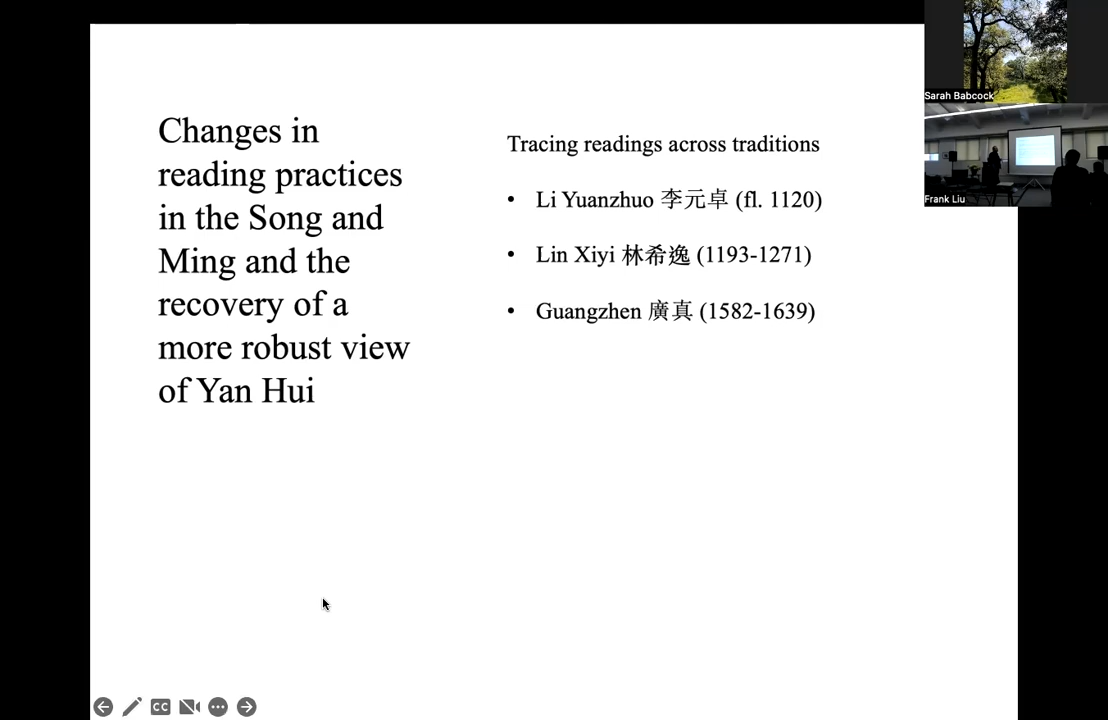 Changes in
reading practices
in the Song and
Ming and the
recovery of a
more robust view
of Yan Hui
Tracing readings across traditions
• Li Yuanzhuo 李元卓 (fl. 1120)
• Lin Xiyi 林希逸 (1193-1271)
• Guangzhen 廣真 (1582-1639)
Sarah Babcock
Frank Liu
CC